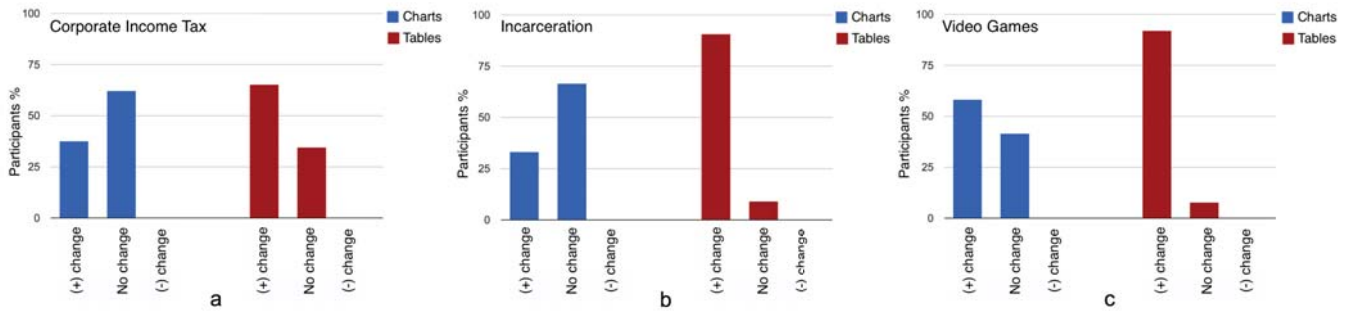 Corporate Income Tax
Charts
Tables
Participants %
100
75
50
25
0
(+) change
No change
(-) change
(+) change
No change
(-) change
a
Incarceration
Charts
Tables
Participants %
100
75
50
25
0
(+) change
No change
(-) change
(+) change
No change
(-) change
b
Video Games
Charts
Tables
Participants %
100
75
50
25
0
(+) change
No change
(-) change
(+) change
No change
(-) change
c